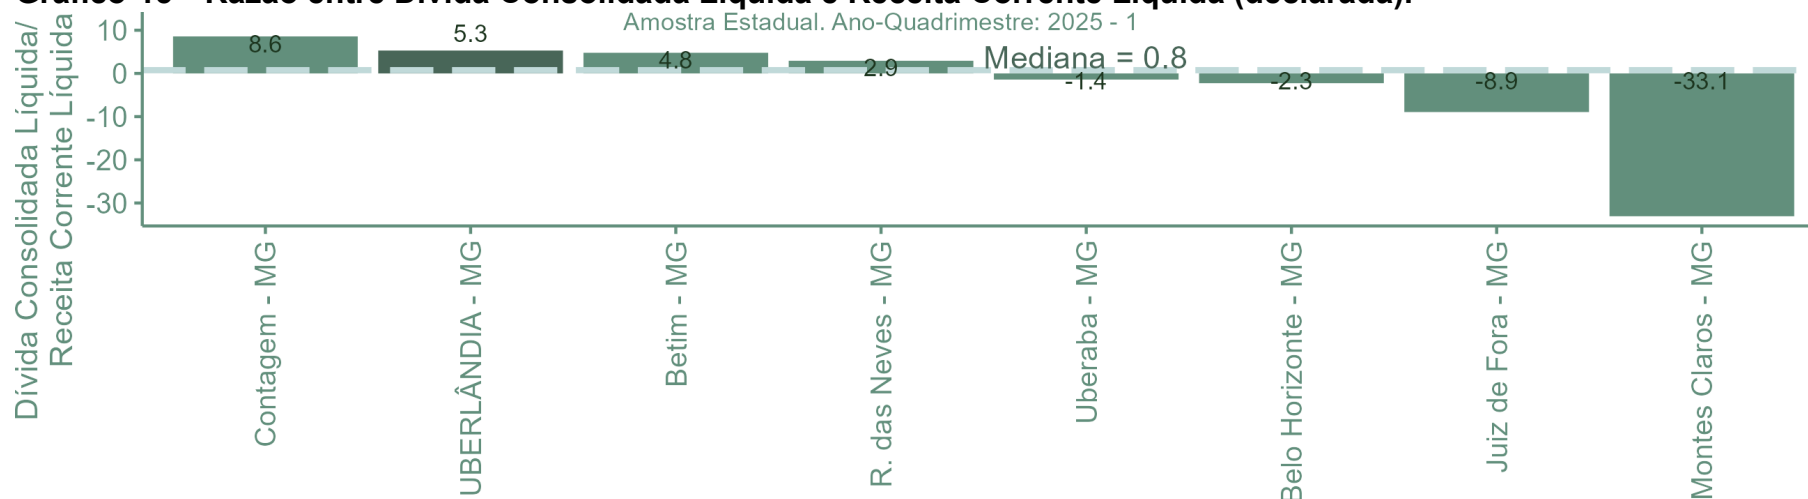 Amostra Estadual. Ano-Quadrimestre: 2025 - 1
Dívida Consolidada Líquida/
Receita Corrente Líquida
10
0
-10
-20
-30
8.6
5.3
4.8
2.9
Mediana = 0.8
-1.4
-2.3
-8.9
-33.1
Contagem - MG
UBERLÂNDIA - MG
Betim - MG
R. das Neves - MG
Uberaba - MG
Belo Horizonte - MG
Juiz de Fora - MG
Montes Claros - MG